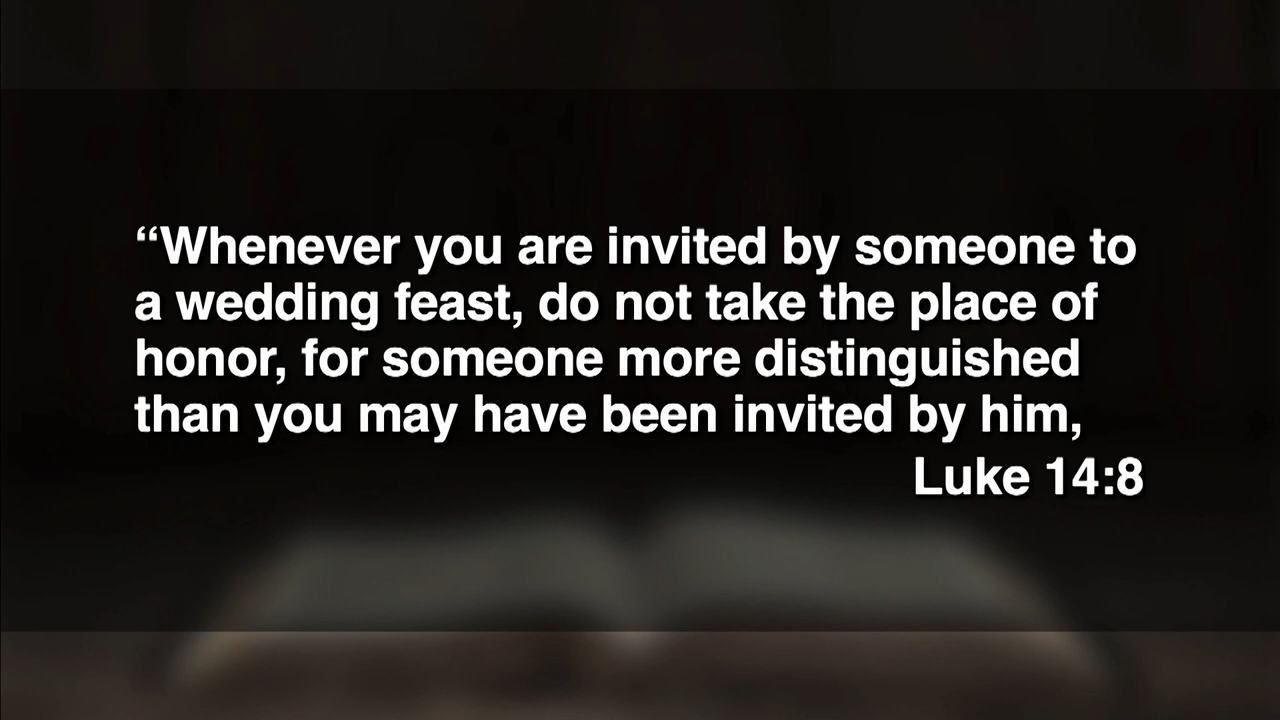 “Whenever you are invited by someone to
a wedding feast, do not take the place of
honor, for someone more distinguished
than you may have been invited by him,
Luke 14:8